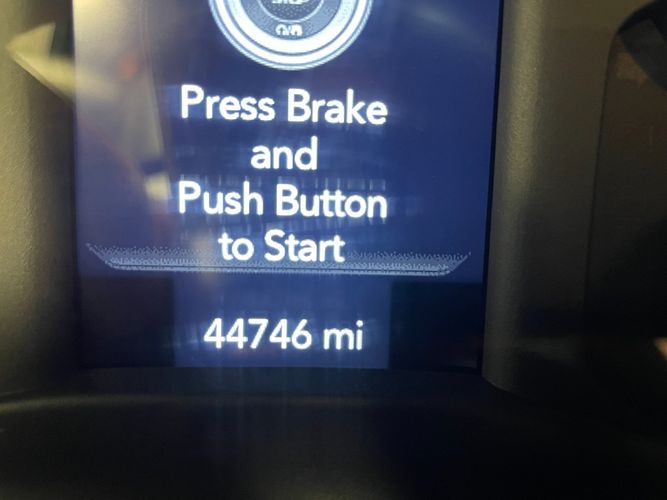 Press Brake
and
Push Button
to Start
44746 mi